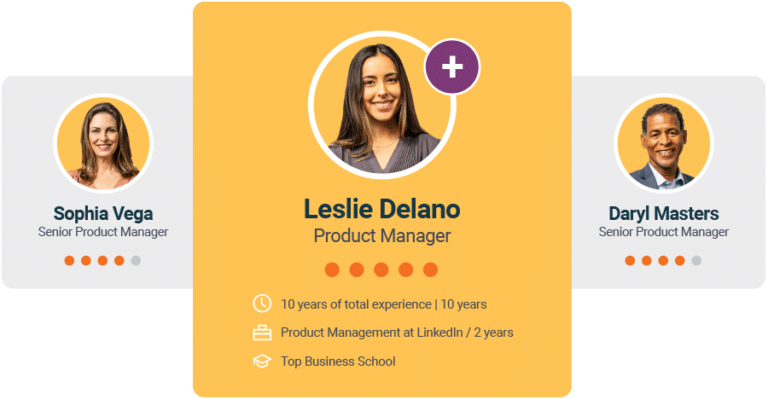 Sophia Vega
Senior Product Manager
Leslie Delano
Product Manager
10 years of total experience | 10 years
Product Management at LinkedIn / 2 years
Top Business School
Daryl Masters
Senior Product Manager